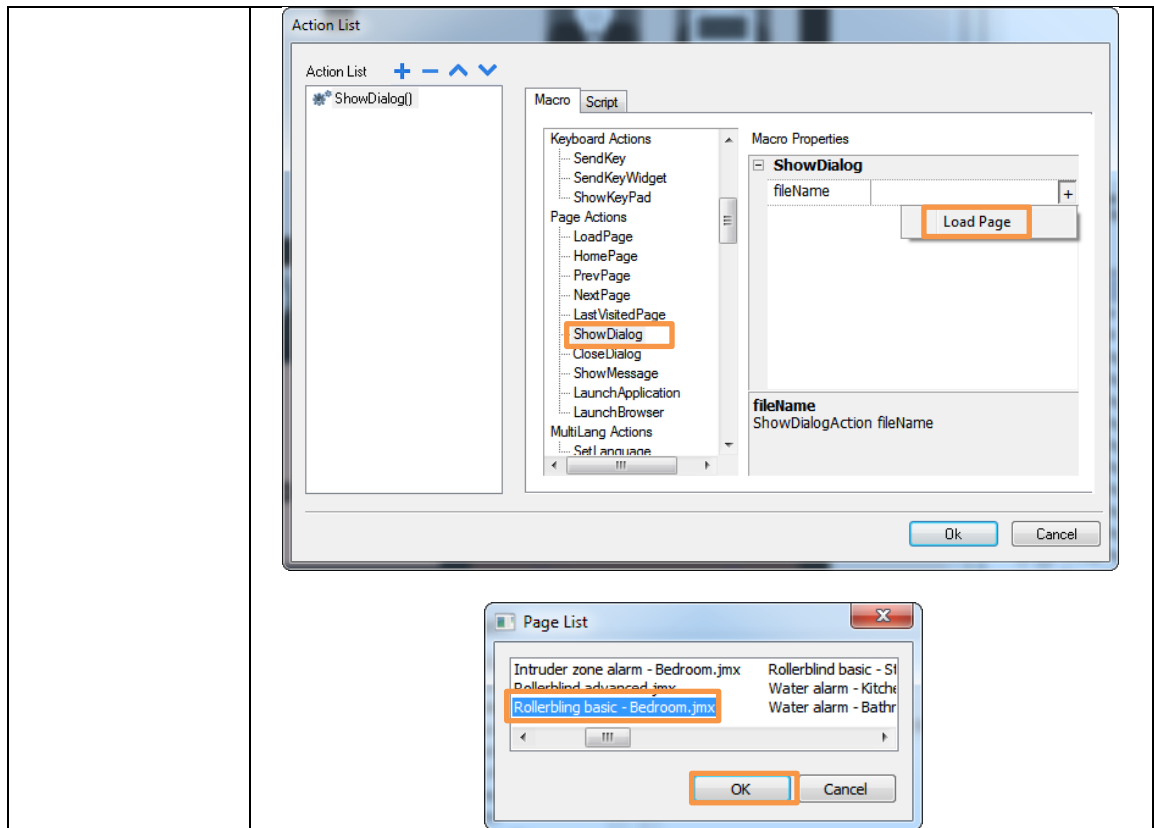 Action List
Action List
ShowDialog()
Macro Script
Keyboard Actions
SendKey
SendKeyWidget
ShowKeyPad
Page Actions
LoadPage
HomePage
PrevPage
NextPage
LastVisitedPage
ShowDialog
CloseDialog
ShowMessage
LaunchApplication
LaunchBrowser
MultiLang Actions
SetLanguage
Macro Properties
ShowDialog
fileName
Load Page
fileName
ShowDialogAction fileName
Ok Cancel
Page List
Intruder zone alarm - Bedroom.jmx Rollerblind basic - St
Rollerblind advanced.jmx Water alarm - Kitche
Rollerbling basic - Bedroom.jmx Water alarm - Bathr
OK Cancel